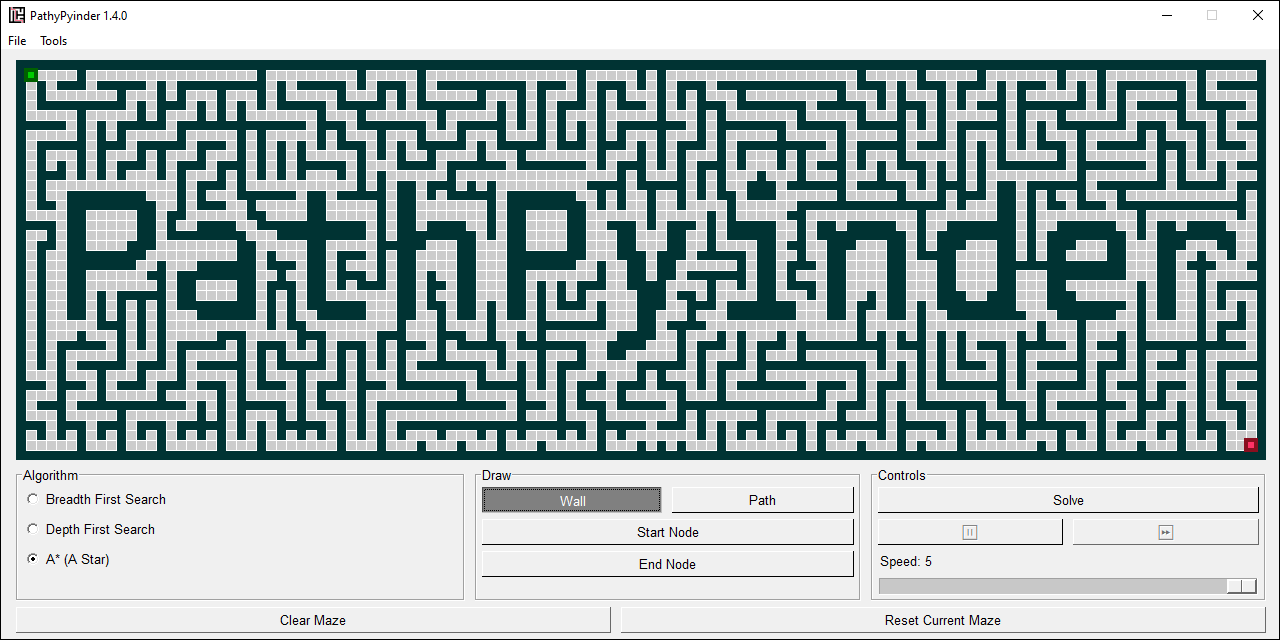 PathyPyinder 1.4.0
File Tools
PathPyinder
Algorithm
Breadth First Search
Depth First Search
A* (A Star)
Draw
Wall Path
Start Node
End Node
Controls
Solve
Speed: 5
Clear Maze Reset Current Maze